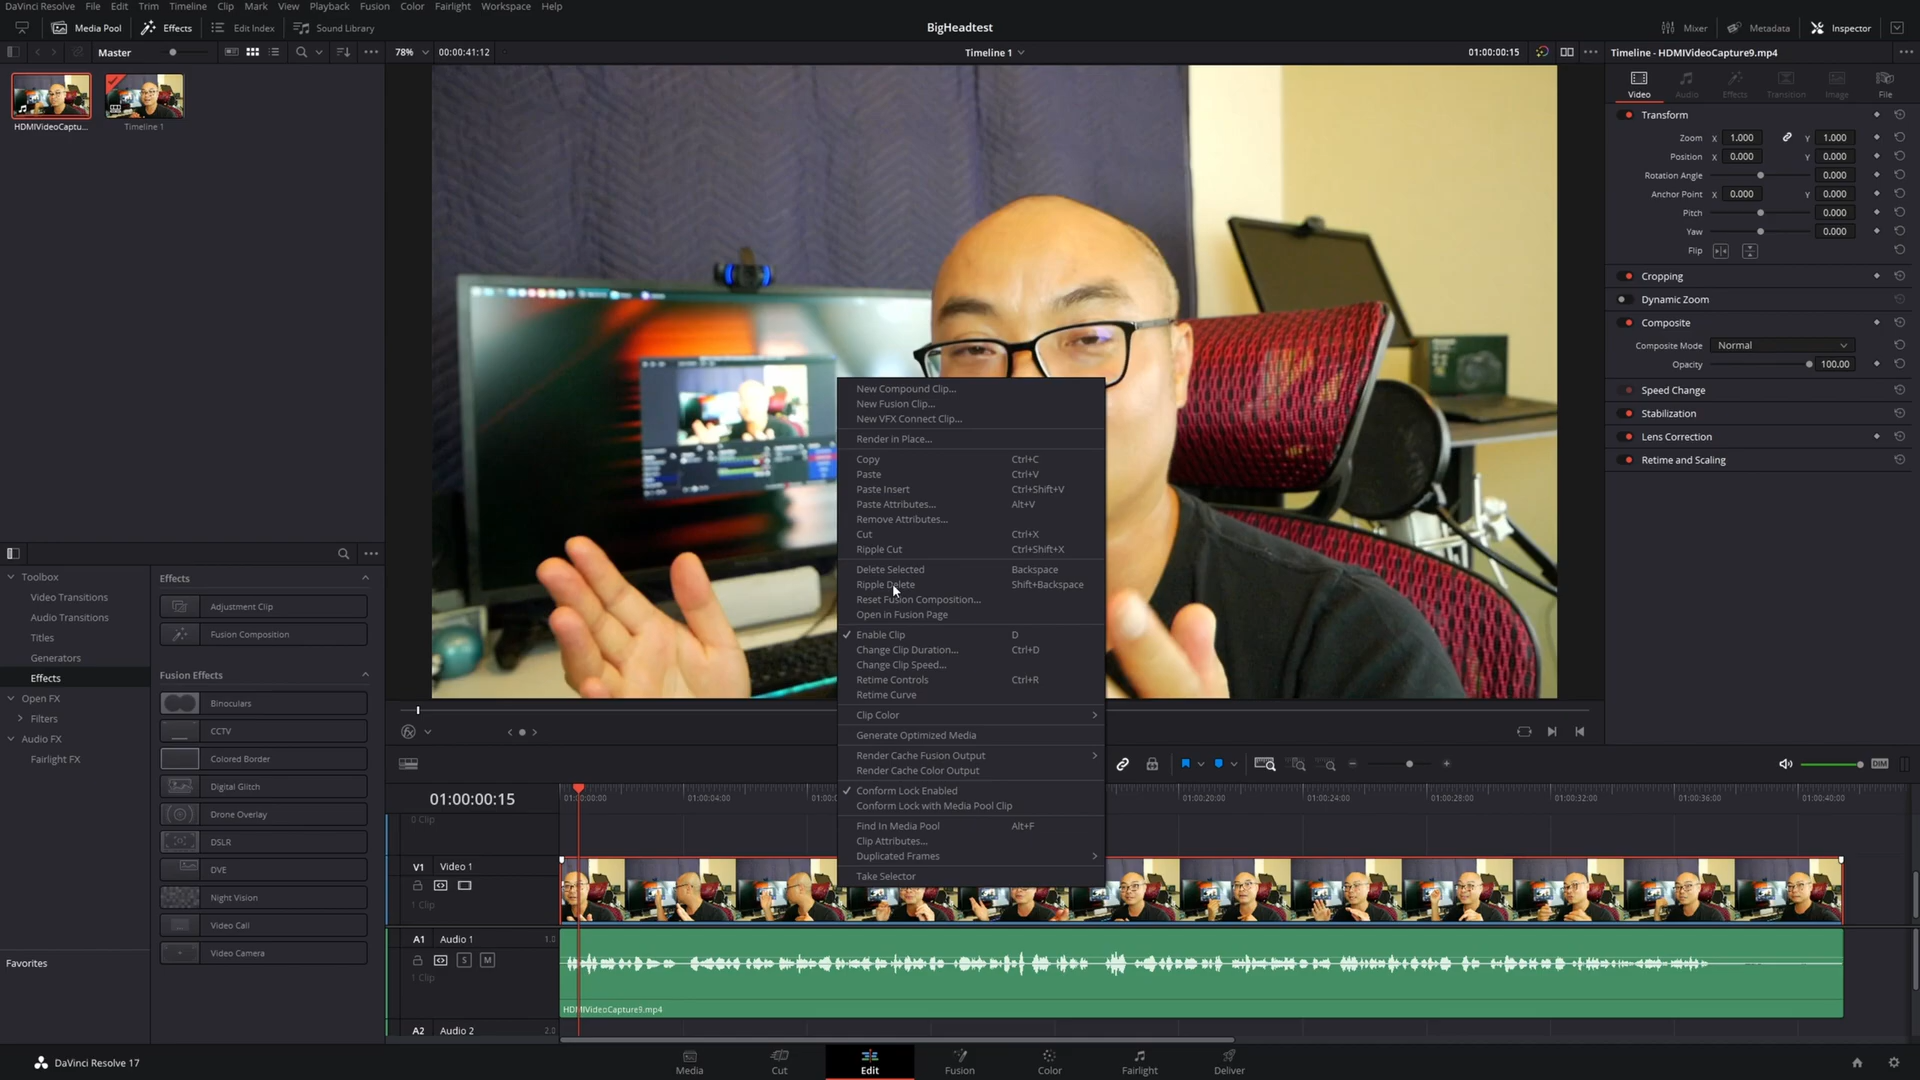 DaVinci Resolve File Edit Trim Timeline Clip Mark View Playback Fusion Color Fairlight Workspace Help
Media Pool Effects Edit Index Sound Library BigHeadtest Mixer Metadata Inspector
Master 78% 00:00:41:12 Timeline 1 01:00:00:15 Timeline - HDMIVideoCapture9.mp4
HDMIVideoCaptu... Timeline 1
Video Audio Effects Transition Image File
Transform
Zoom X 1.000 Y 1.000
Position X 0.000 Y 0.000
Rotation Angle 0.000
Anchor Point X 0.000 Y 0.000
Pitch 0.000
Yaw 0.000
Flip
Cropping
Dynamic Zoom
Composite
Composite Mode Normal
Opacity 100.00
Speed Change
Stabilization
Lens Correction
Retime and Scaling
New Compound Clip...
New Fusion Clip...
New VFX Connect Clip...
Render in Place...
Copy Ctrl+C
Paste Ctrl+V
Paste Insert Ctrl+Shift+V
Paste Attributes... Alt+V
Remove Attributes...
Cut Ctrl+X
Ripple Cut Ctrl+Shift+X
Delete Selected Backspace
Ripple Delete Shift+Backspace
Reset Fusion Composition...
Open in Fusion Page
Enable Clip D
Change Clip Duration... Ctrl+D
Change Clip Speed...
Retime Controls Ctrl+R
Retime Curve
Clip Color
Generate Optimized Media
Render Cache Fusion Output
Render Cache Color Output
Conform Lock Enabled
Conform Lock with Media Pool Clip
Find In Media Pool Alt+F
Clip Attributes...
Duplicated Frames
Take Selector
Toolbox
Video Transitions
Audio Transitions
Titles
Generators
Effects
Open FX
Filters
Audio FX
Fairlight FX
Favorites
Effects
Adjustment Clip
Fusion Composition
Fusion Effects
Binoculars
CCTV
Colored Border
Digital Glitch
Drone Overlay
DSLR
DVE
Night Vision
Video Call
Video Camera
DIM
01:00:00:15 01:00:00:00 01:00:04:00 01:00:20:00 01:00:24:00 01:00:28:00 01:00:32:00 01:00:36:00 01:00:40:00
0 Clip
V1 Video 1
1 Clip
A1 Audio 1 1.0
S M
1 Clip
HDMIVideoCapture9.mp4
A2 Audio 2 2.0
DaVinci Resolve 17 Media Cut Edit Fusion Color Fairlight Deliver